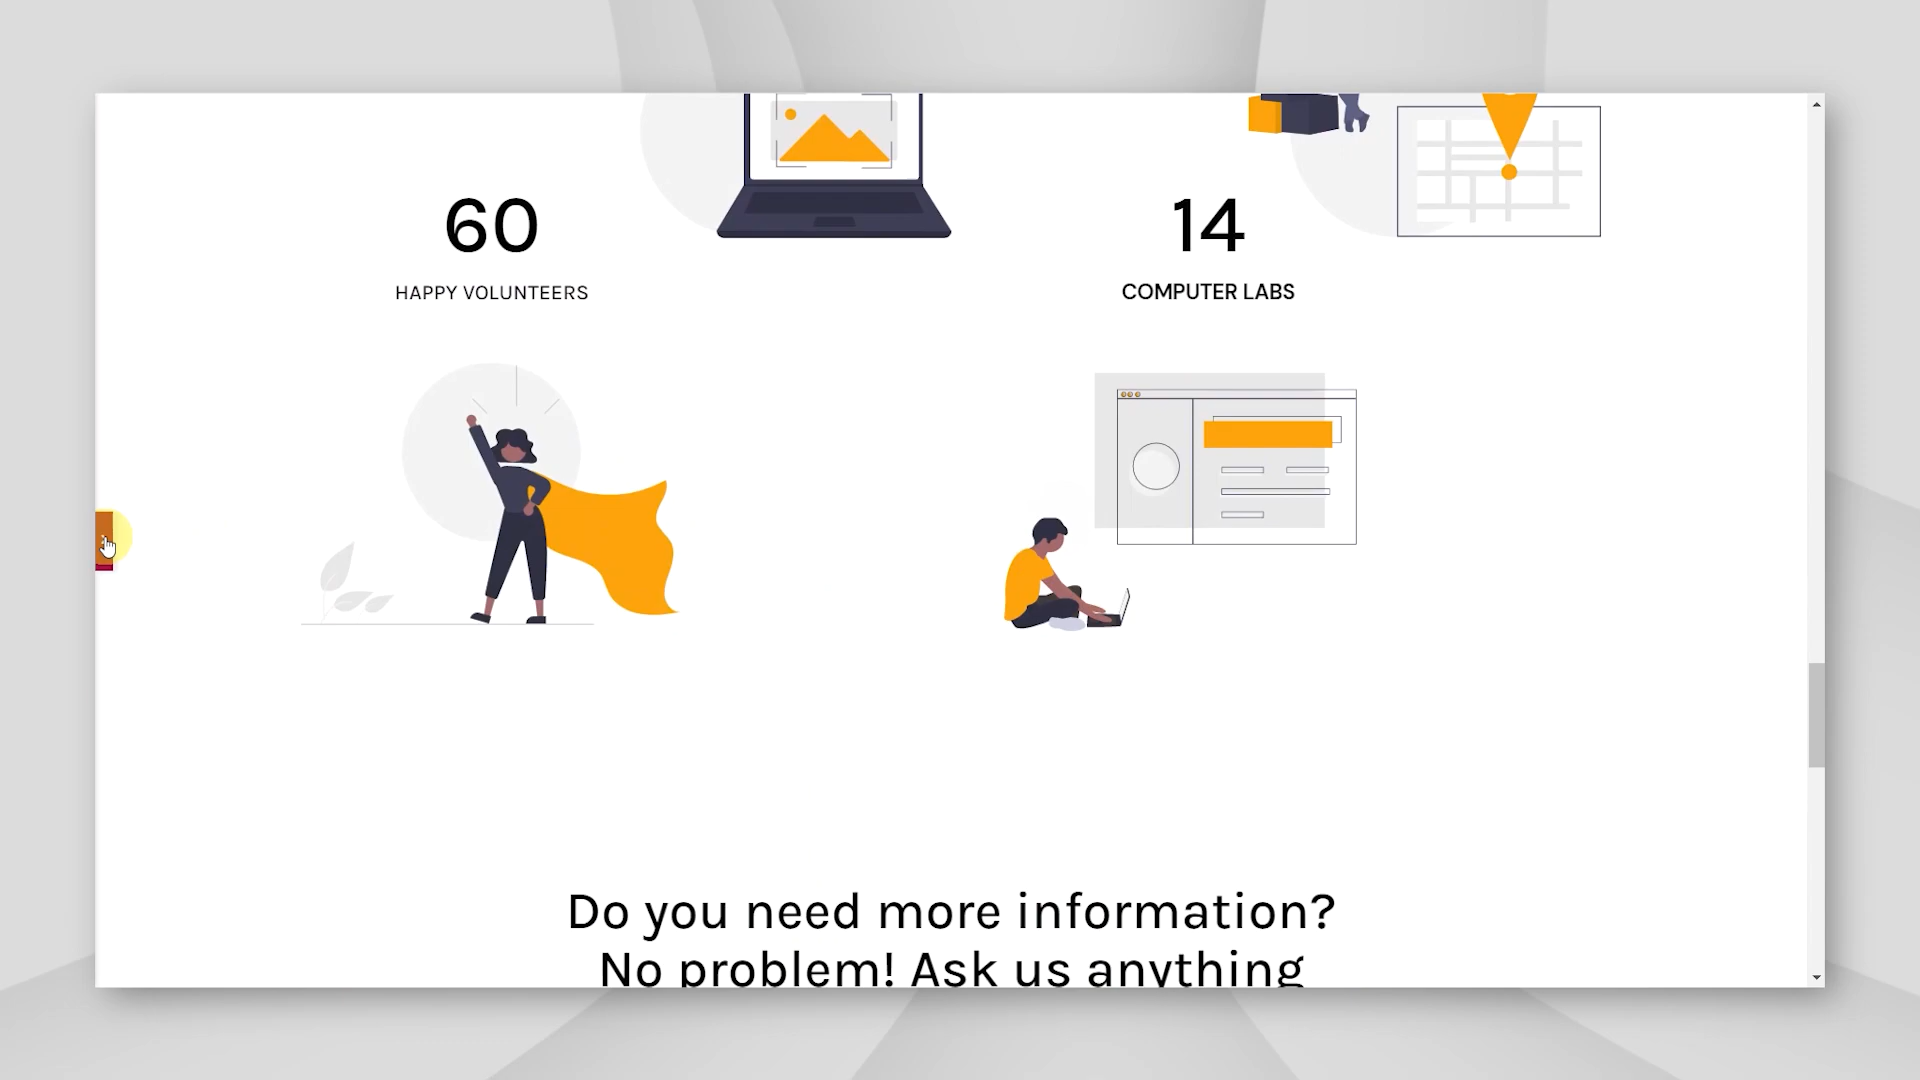 60
HAPPY VOLUNTEERS
14
COMPUTER LABS
Do you need more information?
No problem! Ask us anything